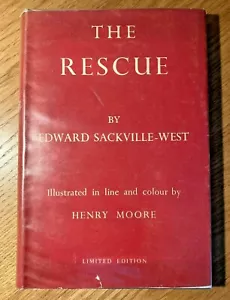 THE
RESCUE
BY
EDWARD SACKVILLE-WEST
Illustrated in line and colour by
HENRY MOORE
LIMITED EDITION